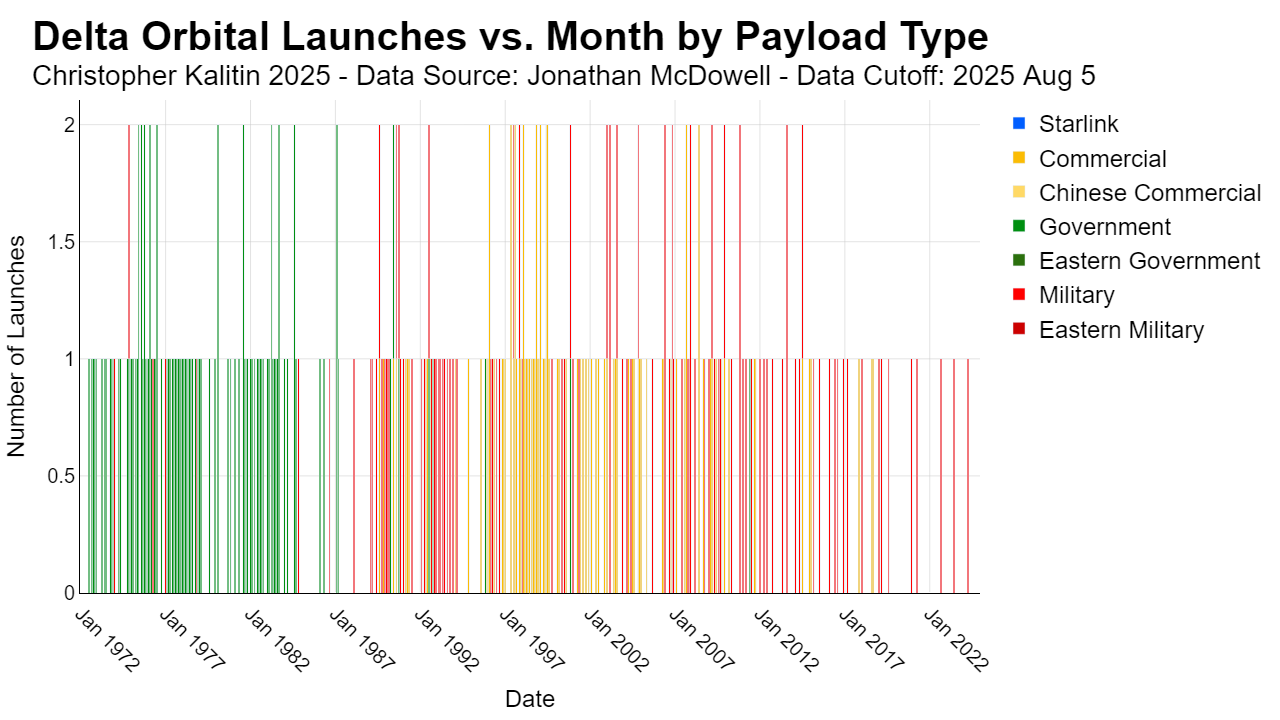 Delta Orbital Launches vs. Month by Payload Type
Christopher Kalitin 2025 - Data Source: Jonathan McDowell - Data Cutoff: 2025 Aug 5
Number of Launches
2
1.5
1
0.5
0
Jan 1972
Jan 1977
Jan 1982
Jan 1987
Jan 1992
Jan 1997
Jan 2002
Jan 2007
Jan 2012
Jan 2017
Jan 2022
Date
Starlink
Commercial
Chinese Commercial
Government
Eastern Government
Military
Eastern Military